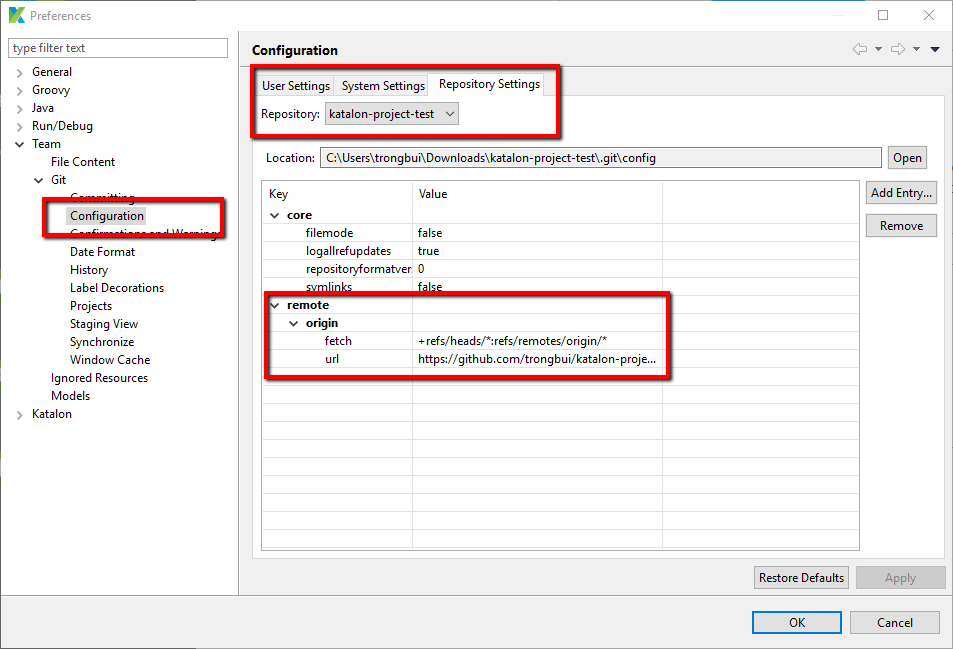 Preferences
type filter text
General
Groovy
Java
Run/Debug
Team
File Content
Git
Committing
Configuration
Confirmations and Warnings
Date Format
History
Label Decorations
Projects
Staging View
Synchronize
Window Cache
Ignored Resources
Models
Katalon
Configuration
User Settings System Settings Repository Settings
Repository: katalon-project-test
Location: C:\Users\trongbui\Downloads\katalon-project-test\.git\config Open
Key Value
Add Entry...
Remove
core
filemode false
logallrefupdates true
repositoryformatver 0
symlinks false
remote
origin
fetch +refs/heads/*:refs/remotes/origin/*
url https://github.com/trongbui/katalon-proje...
Restore Defaults Apply
OK Cancel